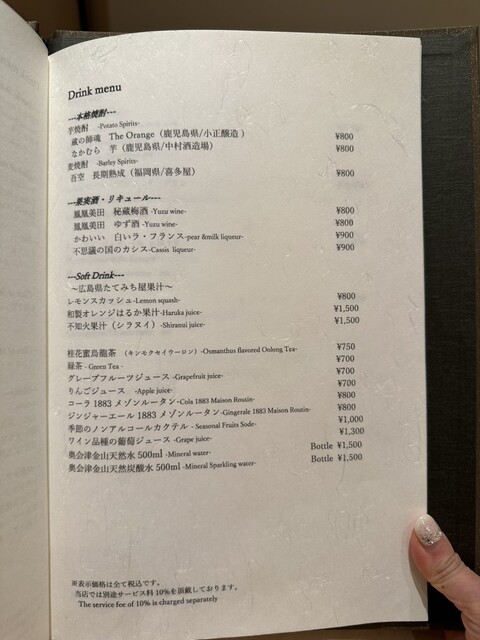 Drink menu
---本格焼酎---
芋焼酎 -Potato Spirits-
蔵の師魂 The Orange（鹿児島県/小正醸造） ¥800
なかむら 芋（鹿児島県/中村酒造場） ¥800
麦焼酎 -Barley Spirits-
吾空 長期熟成（福岡県/喜多屋） ¥800
---果実酒・リキュール---
鳳凰美田 秘蔵梅酒 -Yuzu wine- ¥800
鳳凰美田 ゆず酒 -Yuzu wine- ¥800
かわいい 白いラ・フランス -pear &milk liqueur- ¥900
不思議の国のカシス -Cassis liqueur- ¥900
---Soft Drink---
～広島県たてみち屋果汁～
レモンスカッシュ -Lemon squash- ¥800
和製オレンジはるか果汁 -Haruka juice- ¥1,500
不知火果汁（シラヌイ） -Shiranui juice- ¥1,500
桂花蜜烏龍茶 （キンモクセイウーロン） -Osmanthus flavored Oolong Tea- ¥750
緑茶 - Green Tea - ¥700
グレープフルーツジュース -Grapefruit juice- ¥700
りんごジュース -Apple juice- ¥700
コーラ 1883 メゾンルータン -Cola 1883 Maison Routin- ¥800
ジンジャーエール 1883 メゾンルータン -Gingerale 1883 Maison Routin- ¥800
季節のノンアルコールカクテル - Seasonal Fruits Sode- ¥1,000
ワイン品種の葡萄ジュース -Grape juice- ¥1,300
奥会津金山天然水 500ml -Mineral water- Bottle ¥1,500
奥会津金山天然炭酸水 500ml -Mineral Sparkling water- Bottle ¥1,500
※表示価格は全て税込です。
当店では別途サービス料 10%を頂戴しております。
The service fee of 10% is charged separately